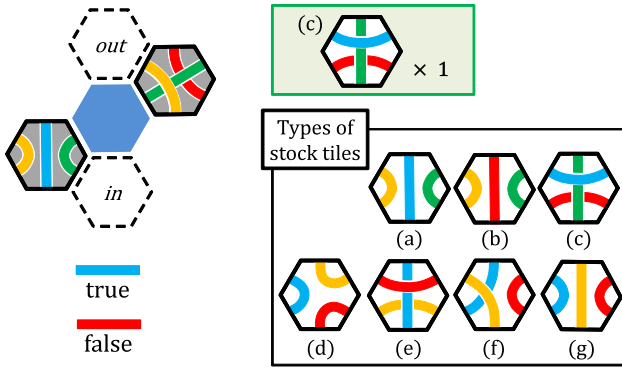 out
in
true
false
(c)
× 1
Types of
stock tiles
(a) (b) (c)
(d) (e) (f) (g)